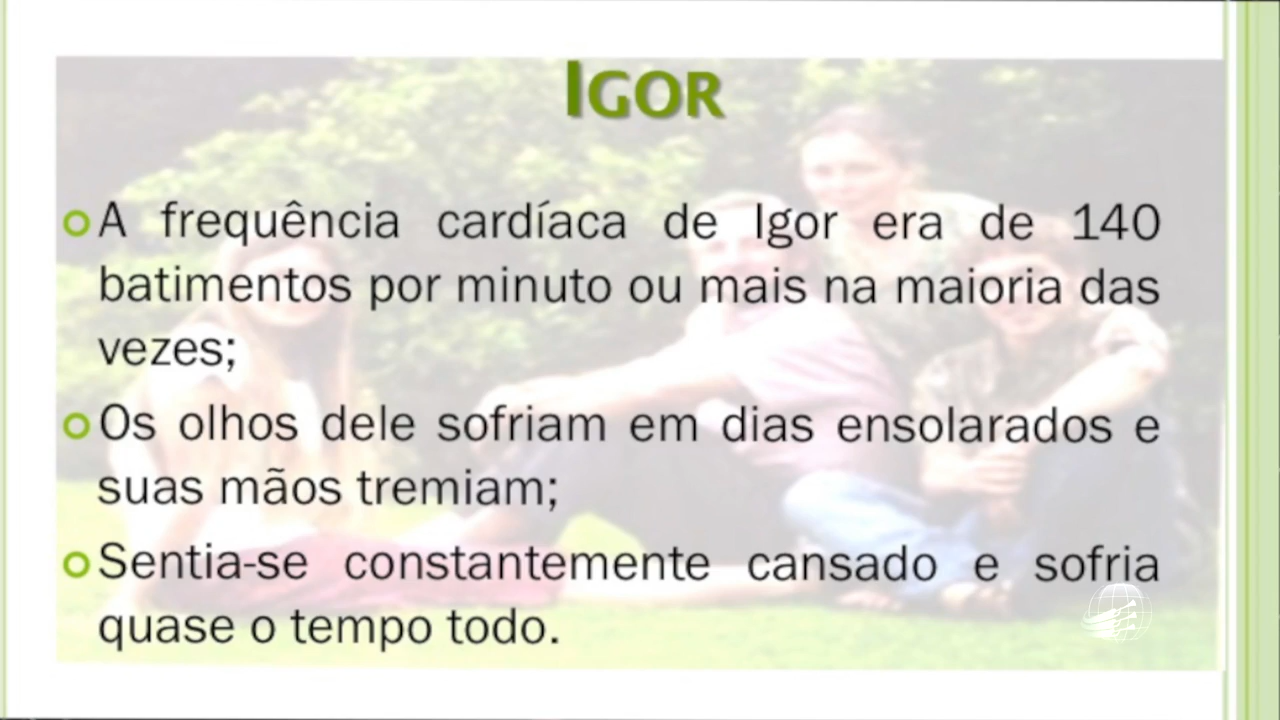 IGOR
A frequência cardíaca de Igor era de 140
batimentos por minuto ou mais na maioria das
vezes;
Os olhos dele sofriam em dias ensolarados e
suas mãos tremiam;
Sentia-se constantemente cansado e sofria
quase o tempo todo.